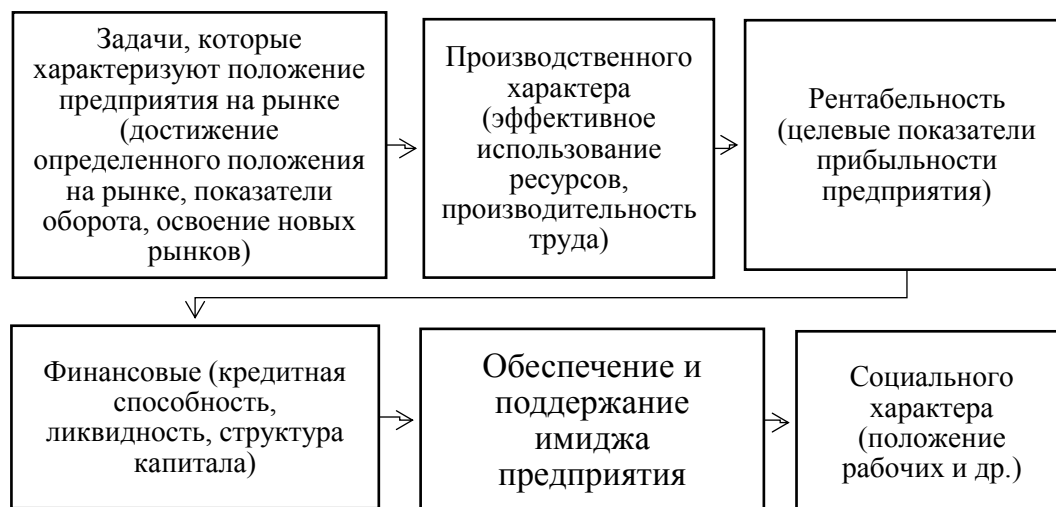 Задачи, которые
характеризуют положение
предприятия на рынке
(достижение
определенного положения
на рынке, показатели
оборота, освоение новых
рынков)
Производственного
характера
(эффективное
использование
ресурсов,
производительность
труда)
Рентабельность
(целевые показатели
прибыльности
предприятия)
Финансовые (кредитная
способность,
ликвидность, структура
капитала)
Обеспечение и
поддержание
имиджа
предприятия
Социального
характера
(положение
рабочих и др.)